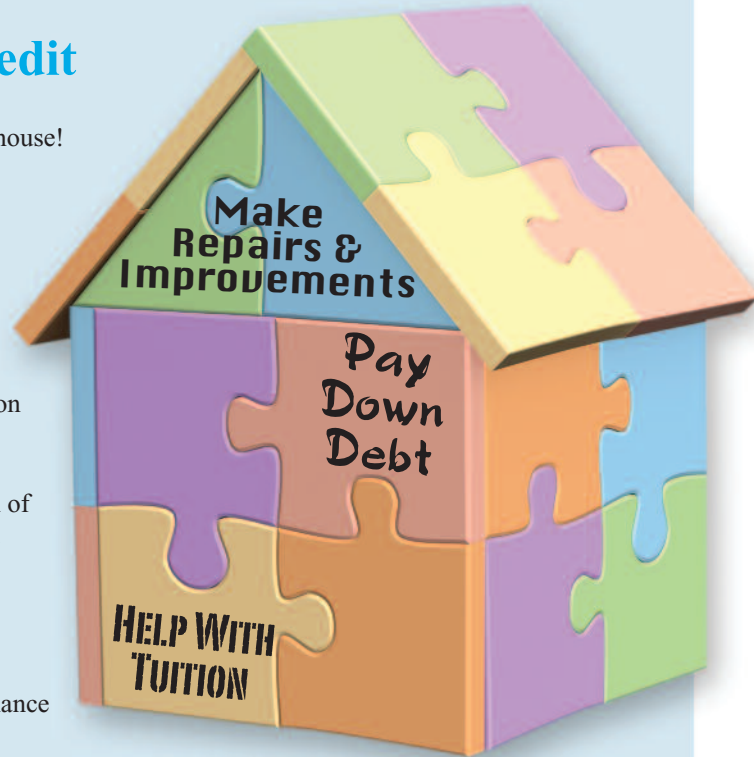 edit
house!
Make
Repairs &
Improvements
Pay
Down
Debt
on
of
HELP WITH
TUITION
ance